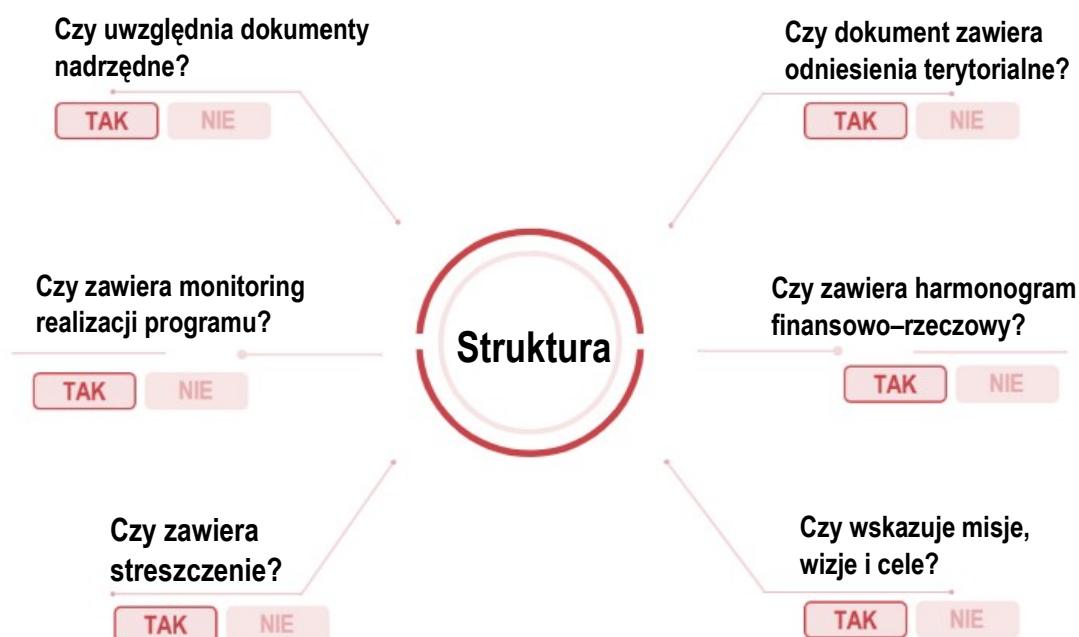 Czy uwzględnia dokumenty
nadrzędne?
TAK NIE
Czy dokument zawiera
odniesienia terytorialne?
TAK NIE
Czy zawiera monitoring
realizacji programu?
TAK NIE
Struktura
Czy zawiera harmonogram
finansowo–rzeczowy?
TAK NIE
Czy zawiera
streszczenie?
TAK NIE
Czy wskazuje misje,
wizje i cele?
TAK NIE